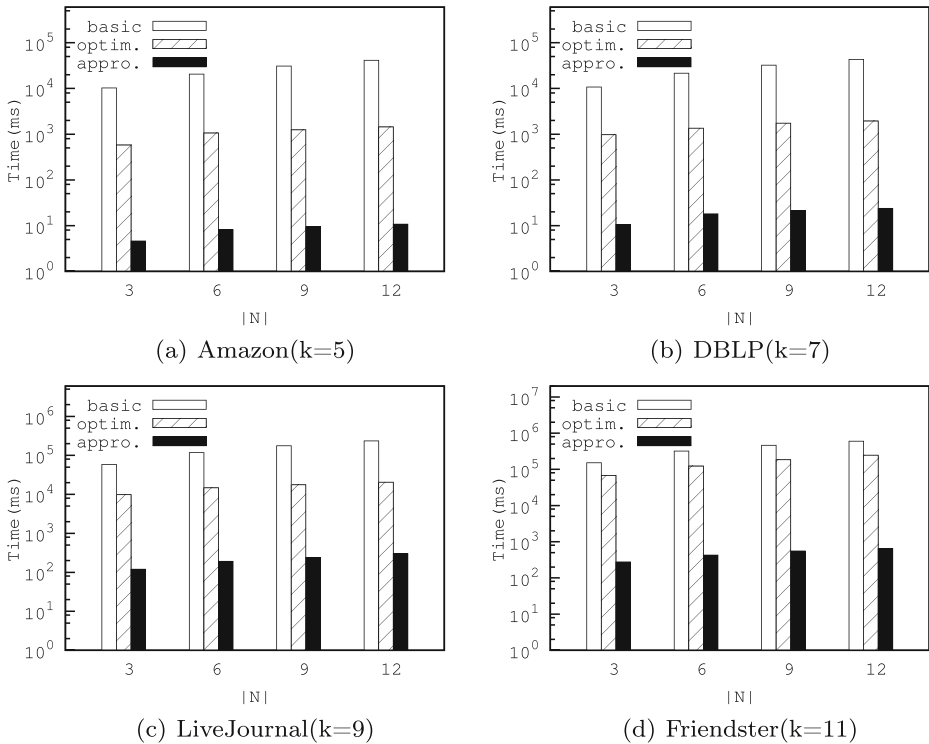 basic
optim.
appro.
10^5
10^4
10^3
10^2
10^1
10^0
Time(ms)
3 6 9 12
|N|
(a) Amazon(k=5)
basic
optim.
appro.
10^5
10^4
10^3
10^2
10^1
10^0
Time(ms)
3 6 9 12
|N|
(b) DBLP(k=7)
basic
optim.
appro.
10^6
10^5
10^4
10^3
10^2
10^1
10^0
Time(ms)
3 6 9 12
|N|
(c) LiveJournal(k=9)
basic
optim.
appro.
10^7
10^6
10^5
10^4
10^3
10^2
10^1
10^0
Time(ms)
3 6 9 12
|N|
(d) Friendster(k=11)